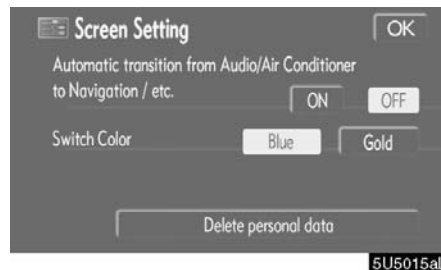 Screen Setting OK
Automatic transition from Audio/Air Conditioner
to Navigation / etc. ON OFF
Switch Color Blue Gold
Delete personal data
5U5015aI